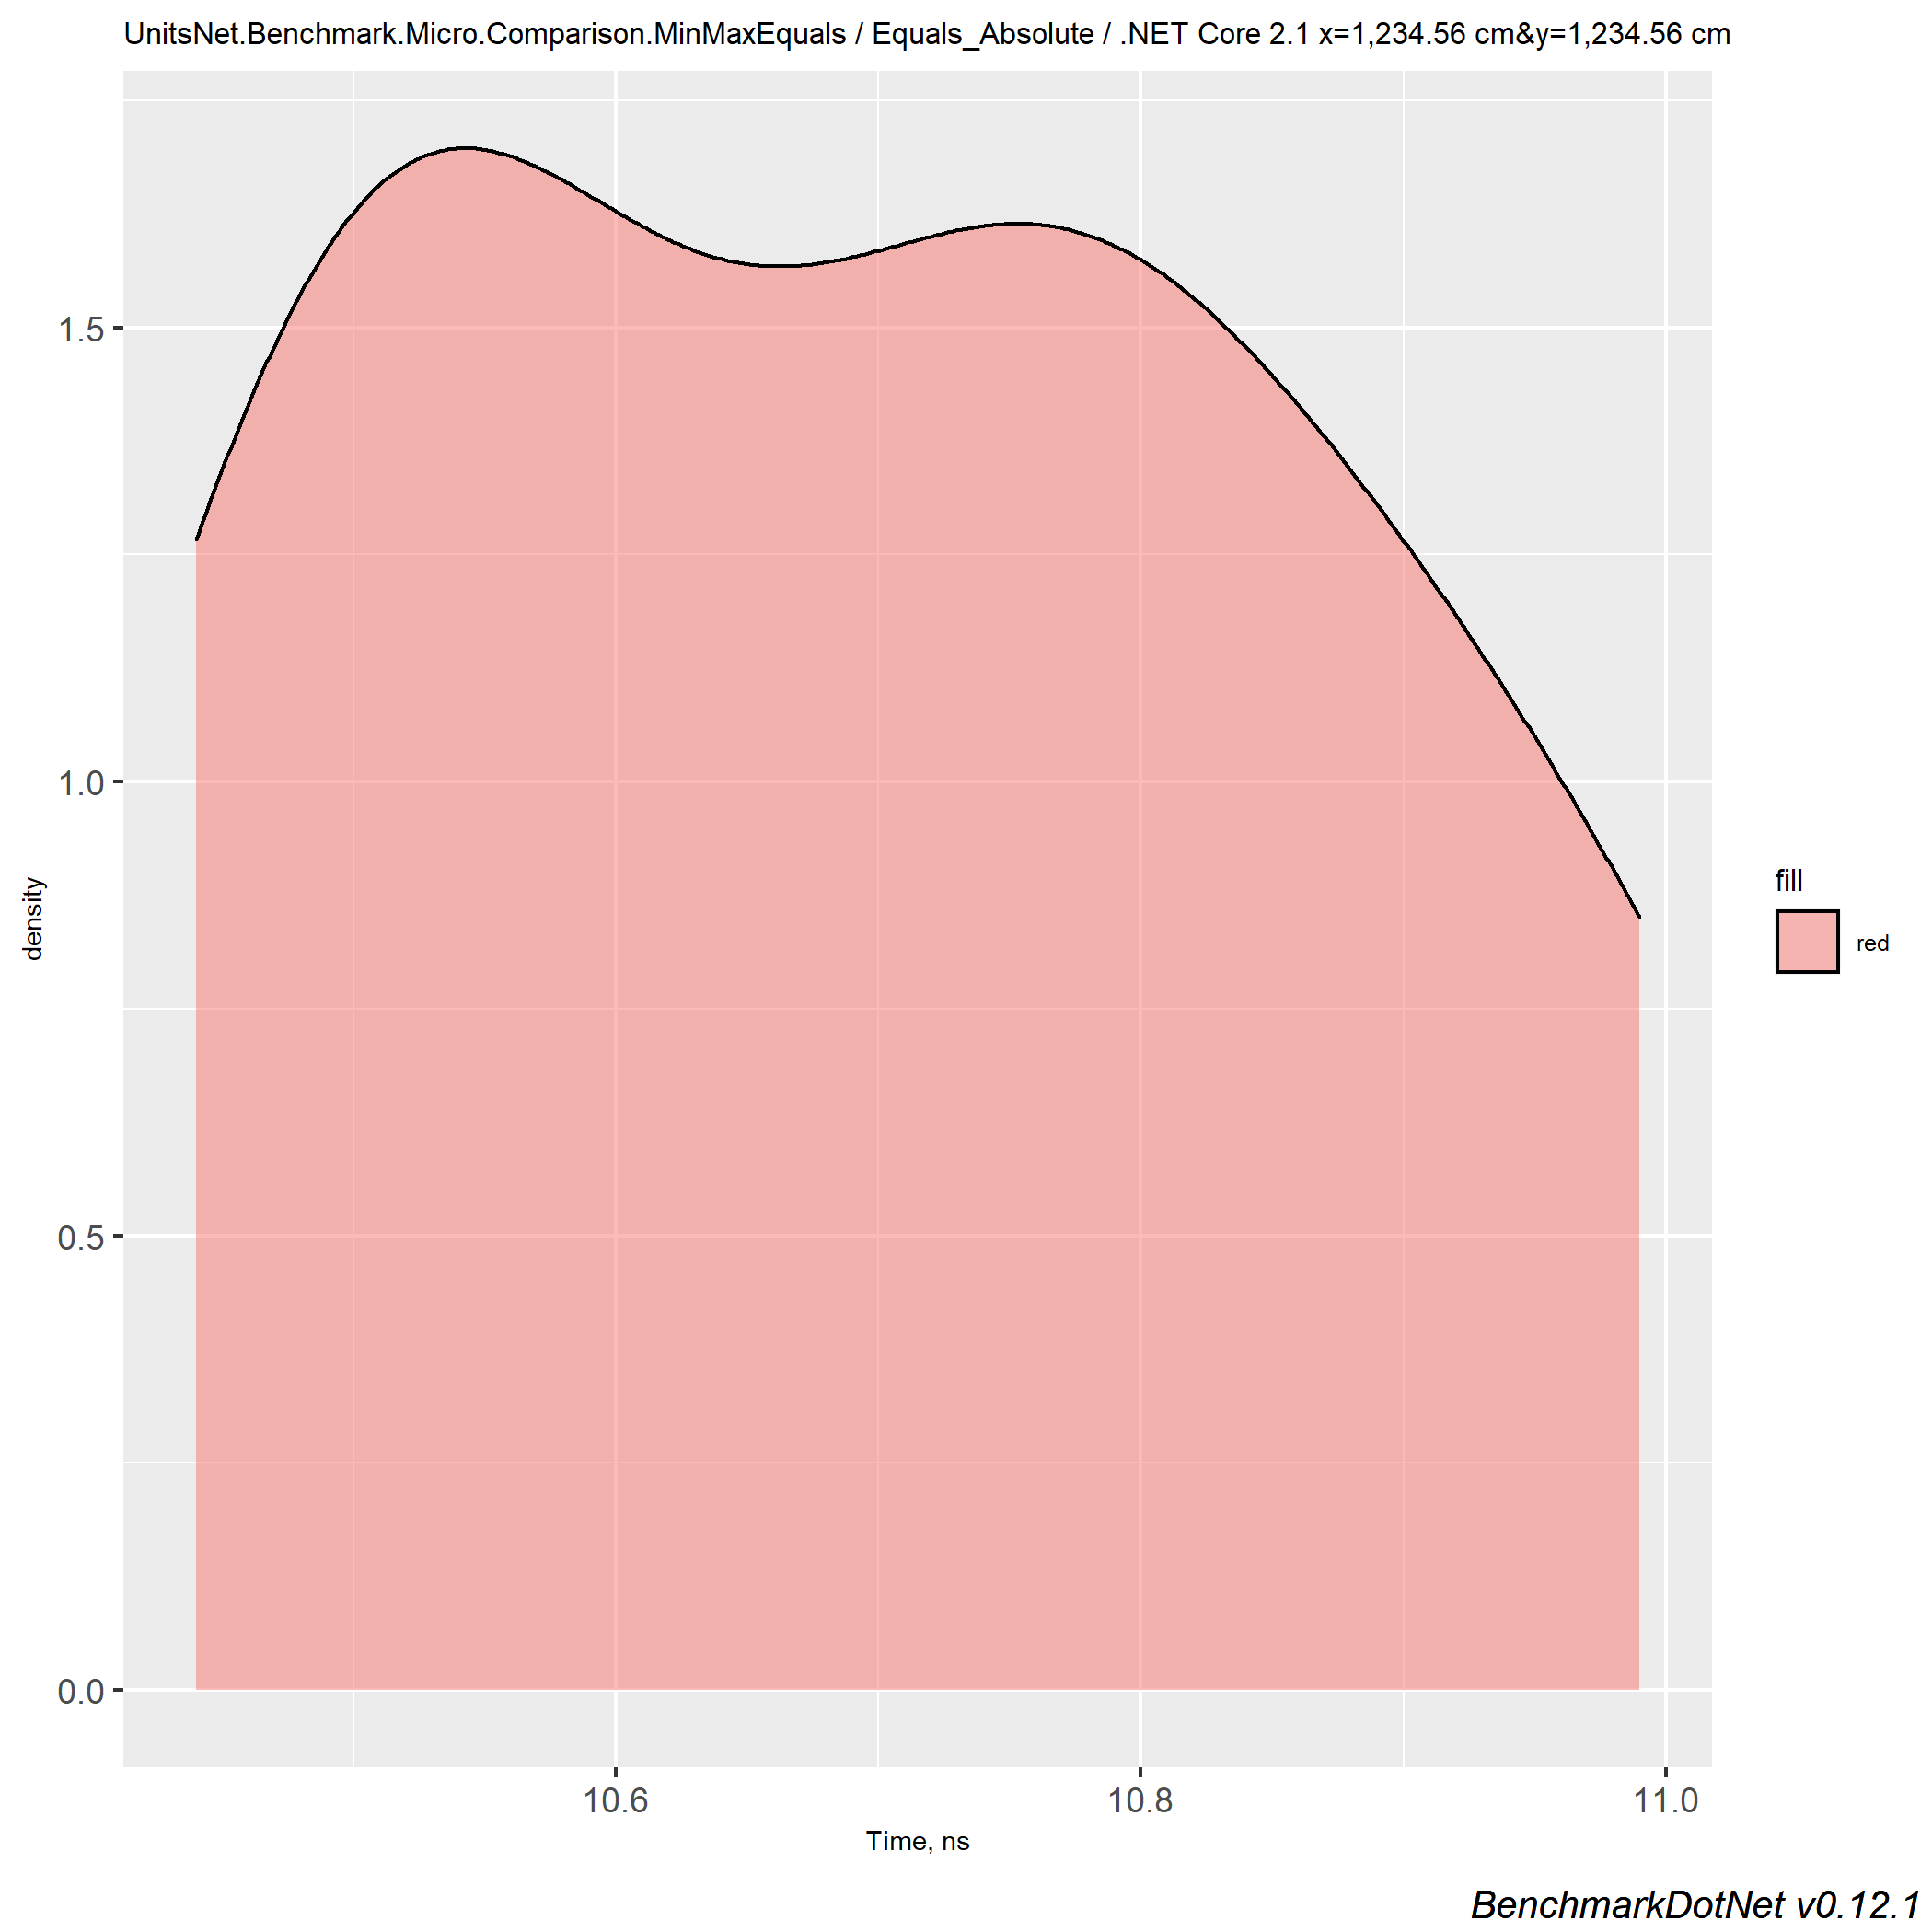 UnitsNet.Benchmark.Micro.Comparison.MinMaxEquals / Equals_Absolute / .NET Core 2.1 x=1,234.56 cm&y=1,234.56 cm
1.5
1.0
0.5
0.0
density
10.6
10.8
11.0
Time, ns
fill
red
BenchmarkDotNet v0.12.1